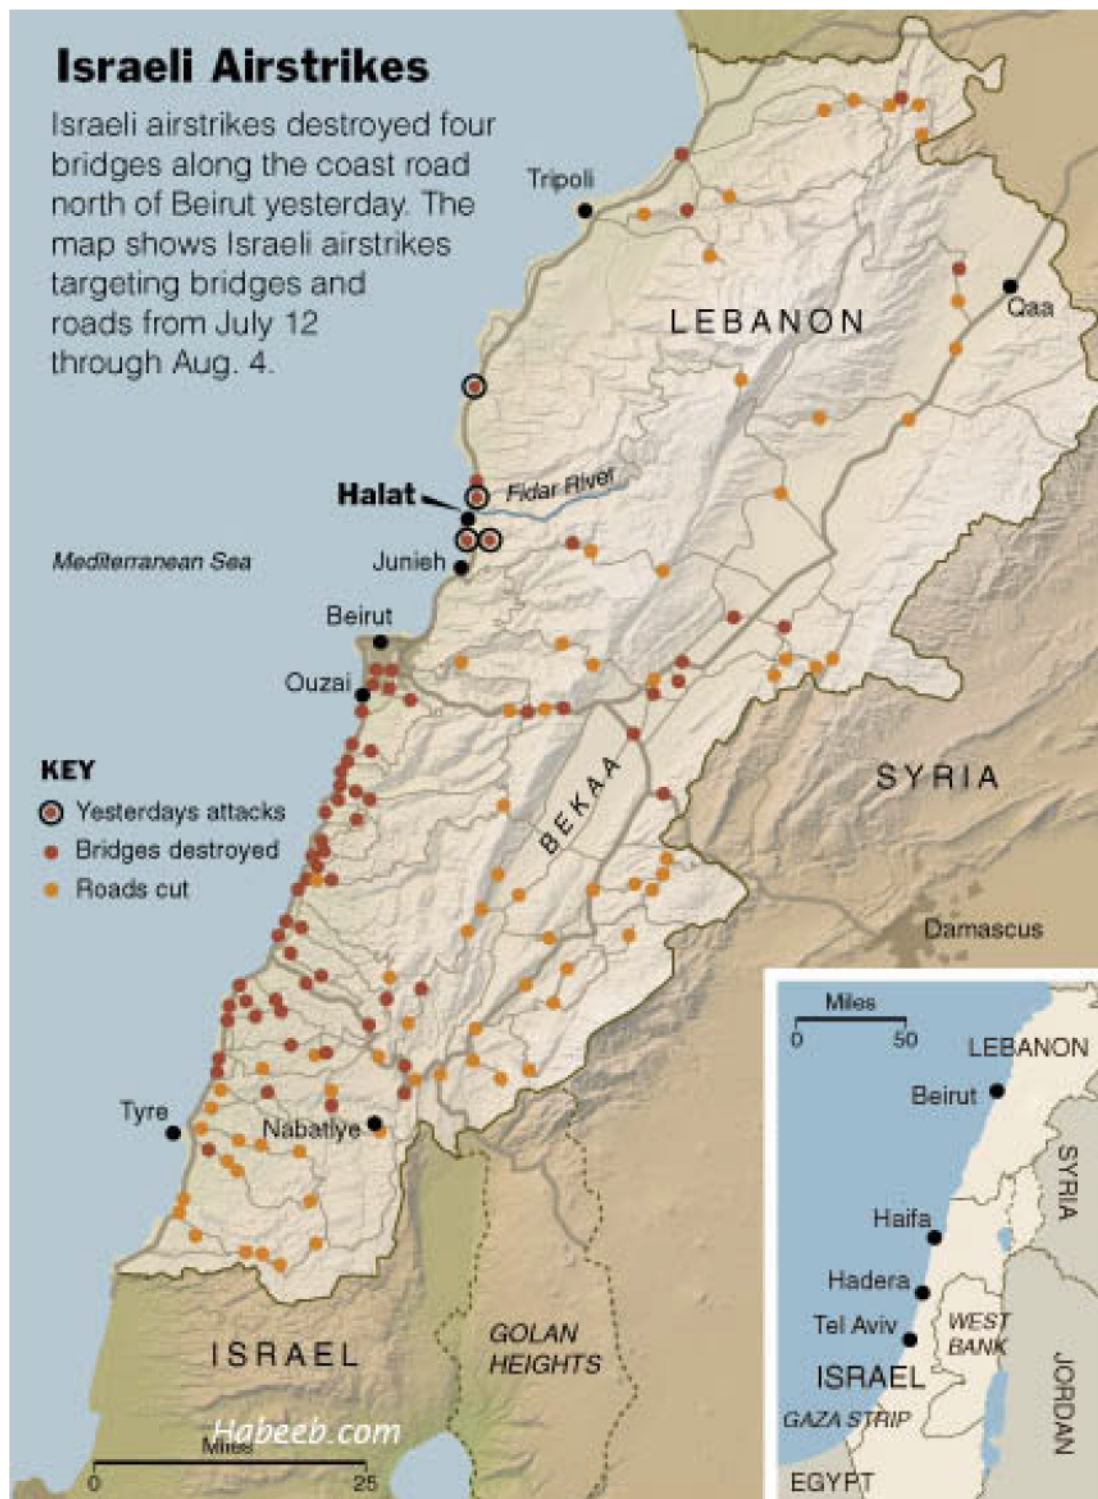 Israeli Airstrikes
Israeli airstrikes destroyed four
bridges along the coast road
north of Beirut yesterday. The
map shows Israeli airstrikes
targeting bridges and
roads from July 12
through Aug. 4.
Tripoli
Qaa
LEBANON
Halat
Fidar River
Mediterranean Sea
Junieh
Beirut
Ouzai
KEY
Yesterdays attacks
Bridges destroyed
Roads cut
BEKAA
SYRIA
Damascus
Tyre
Nabatiye
ISRAEL
GOLAN
HEIGHTS
Habeeb.com
Miles
0 25
Miles
0 50
LEBANON
Beirut
SYRIA
Haifa
Hadera
Tel Aviv
WEST
BANK
ISRAEL
GAZA STRIP
JORDAN
EGYPT